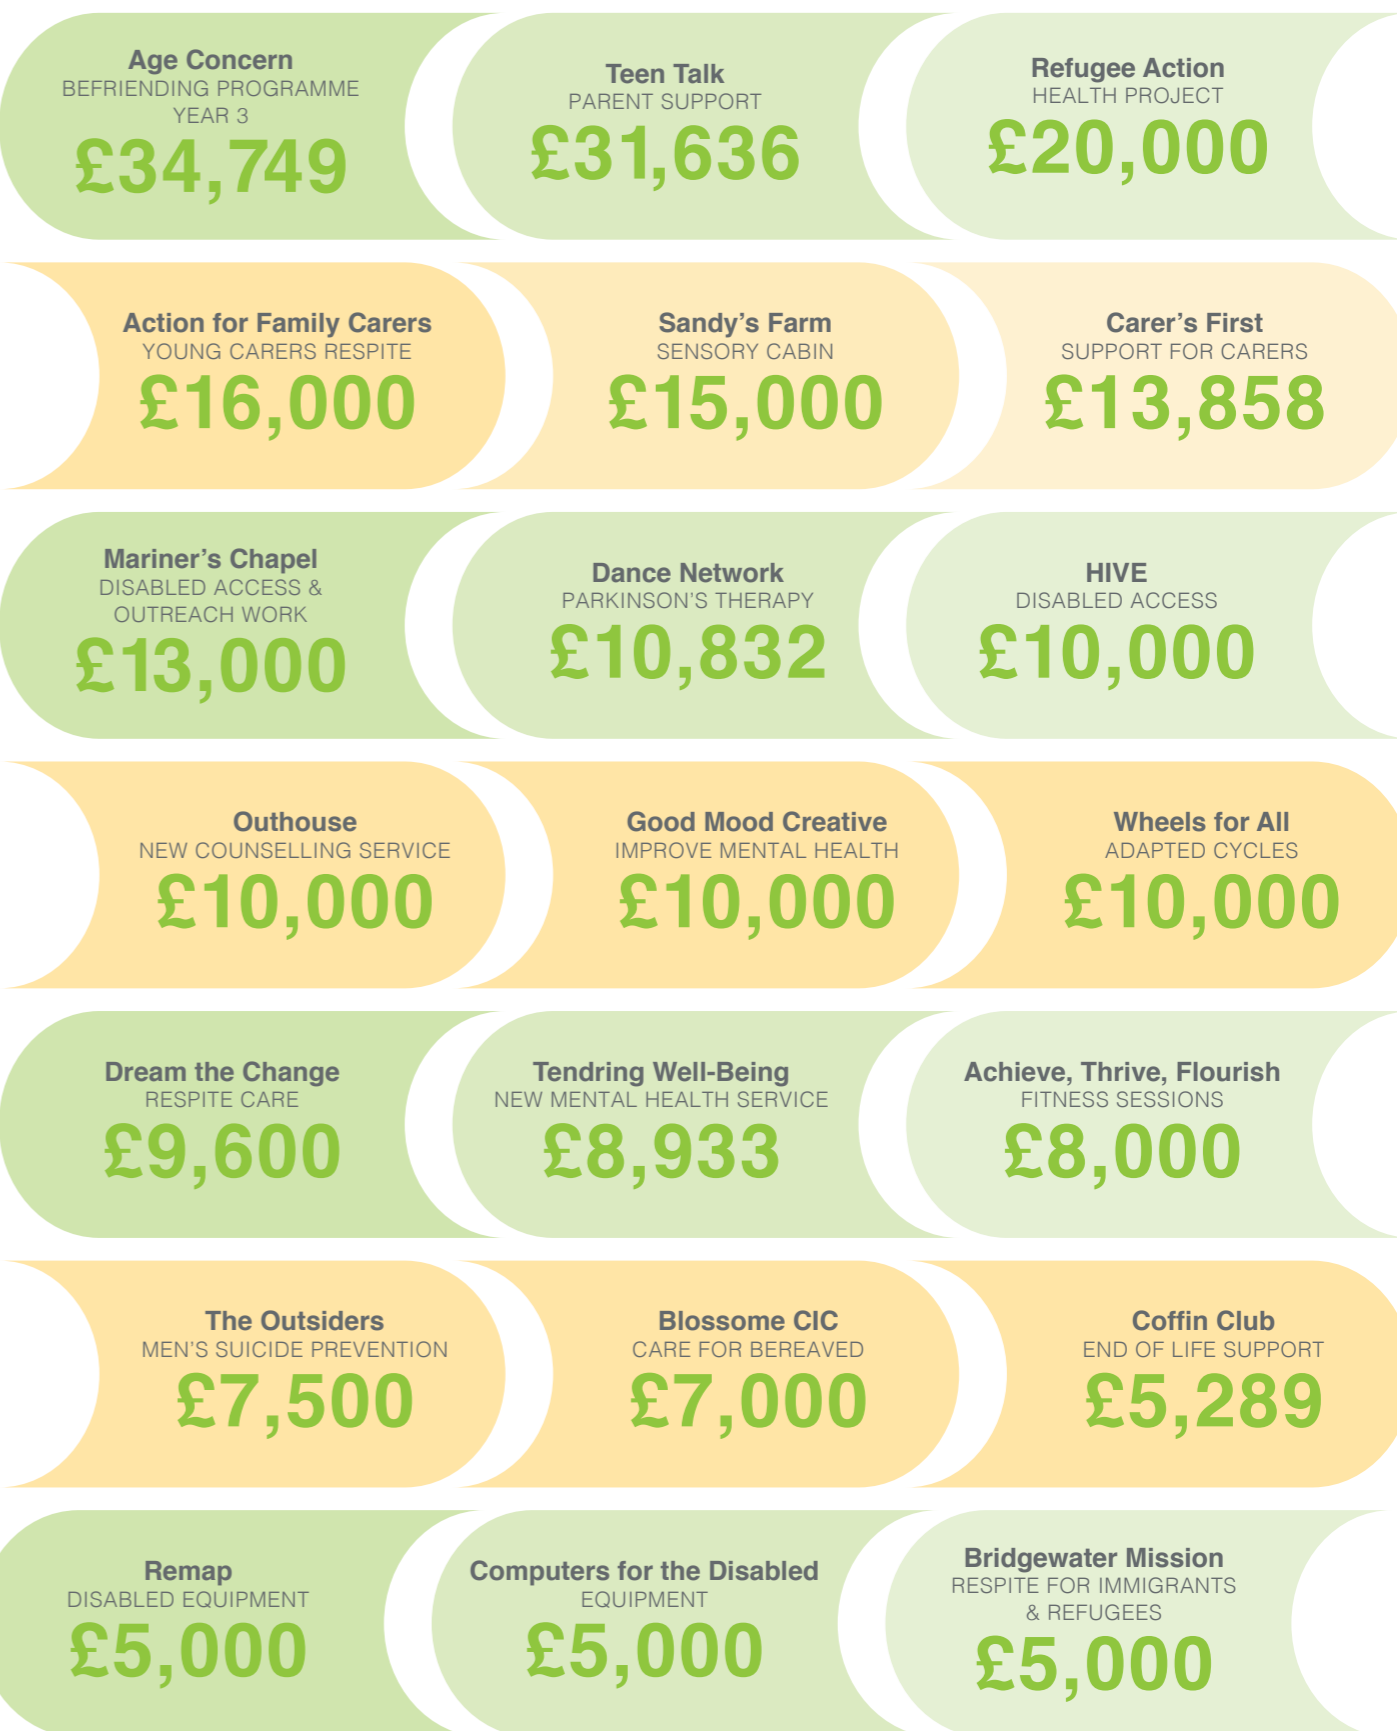 Age Concern
BEFRIENDING PROGRAMME
YEAR 3
£34,749
Teen Talk
PARENT SUPPORT
£31,636
Refugee Action
HEALTH PROJECT
£20,000
Action for Family Carers
YOUNG CARERS RESPITE
£16,000
Sandy’s Farm
SENSORY CABIN
£15,000
Carer’s First
SUPPORT FOR CARERS
£13,858
Mariner’s Chapel
DISABLED ACCESS &
OUTREACH WORK
£13,000
Dance Network
PARKINSON’S THERAPY
£10,832
HIVE
DISABLED ACCESS
£10,000
Outhouse
NEW COUNSELLING SERVICE
£10,000
Good Mood Creative
IMPROVE MENTAL HEALTH
£10,000
Wheels for All
ADAPTED CYCLES
£10,000
Dream the Change
RESPITE CARE
£9,600
Tendring Well-Being
NEW MENTAL HEALTH SERVICE
£8,933
Achieve, Thrive, Flourish
FITNESS SESSIONS
£8,000
The Outsiders
MEN’S SUICIDE PREVENTION
£7,500
Blossome CIC
CARE FOR BEREAVED
£7,000
Coffin Club
END OF LIFE SUPPORT
£5,289
Remap
DISABLED EQUIPMENT
£5,000
Computers for the Disabled
EQUIPMENT
£5,000
Bridgewater Mission
RESPITE FOR IMMIGRANTS
& REFUGEES
£5,000